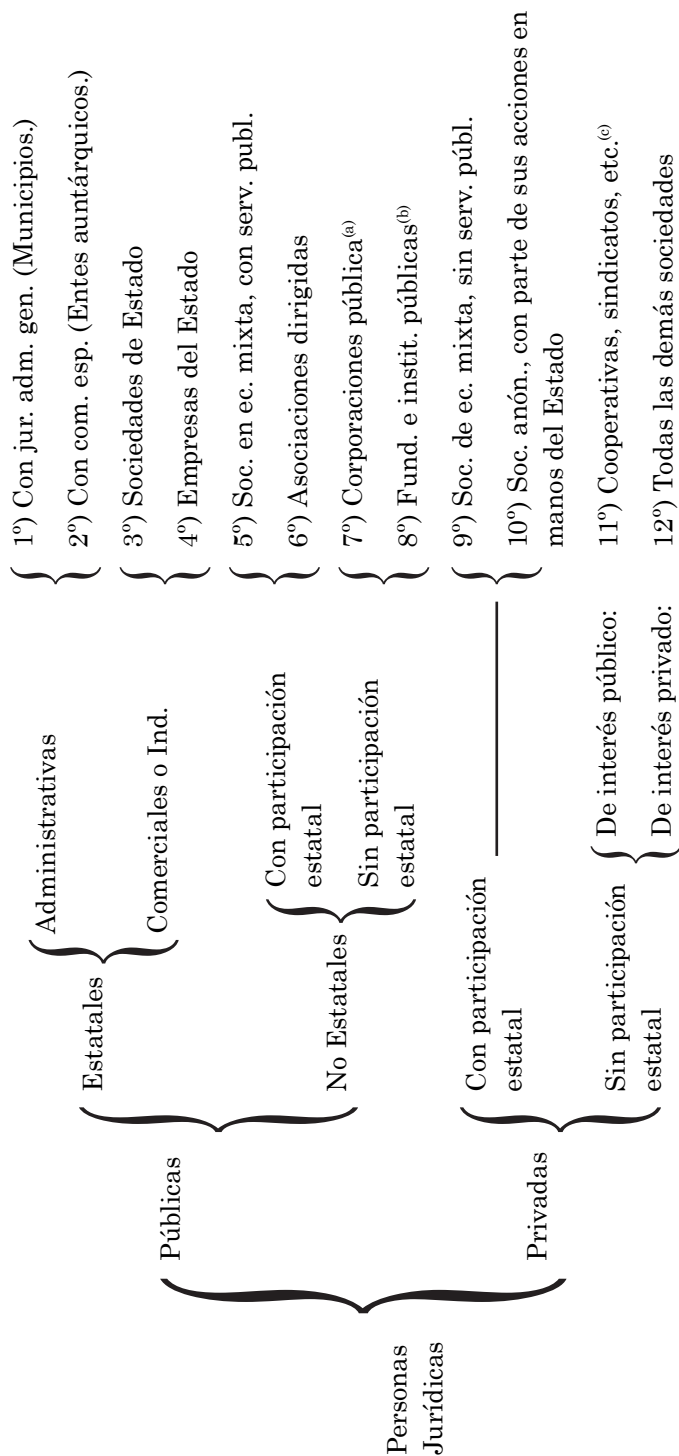 Personas
Jurídicas
Públicas
Estatales
Administrativas
1º) Con jur. adm. gen. (Municipios.)
2º) Con com. esp. (Entes auntárquicos.)
Comerciales o Ind.
3º) Sociedades de Estado
4º) Empresas del Estado
No Estatales
Con participación
estatal
5º) Soc. en ec. mixta, con serv. publ.
6º) Asociaciones dirigidas
Sin participación
estatal
7º) Corporaciones pública(a)
8º) Fund. e instit. públicas(b)
Privadas
Con participación
estatal
9º) Soc. de ec. mixta, sin serv. públ.
10º) Soc. anón., con parte de sus acciones en
manos del Estado
Sin participación
estatal
De interés público:
11º) Cooperativas, sindicatos, etc.(c)
De interés privado:
12º) Todas las demás sociedades